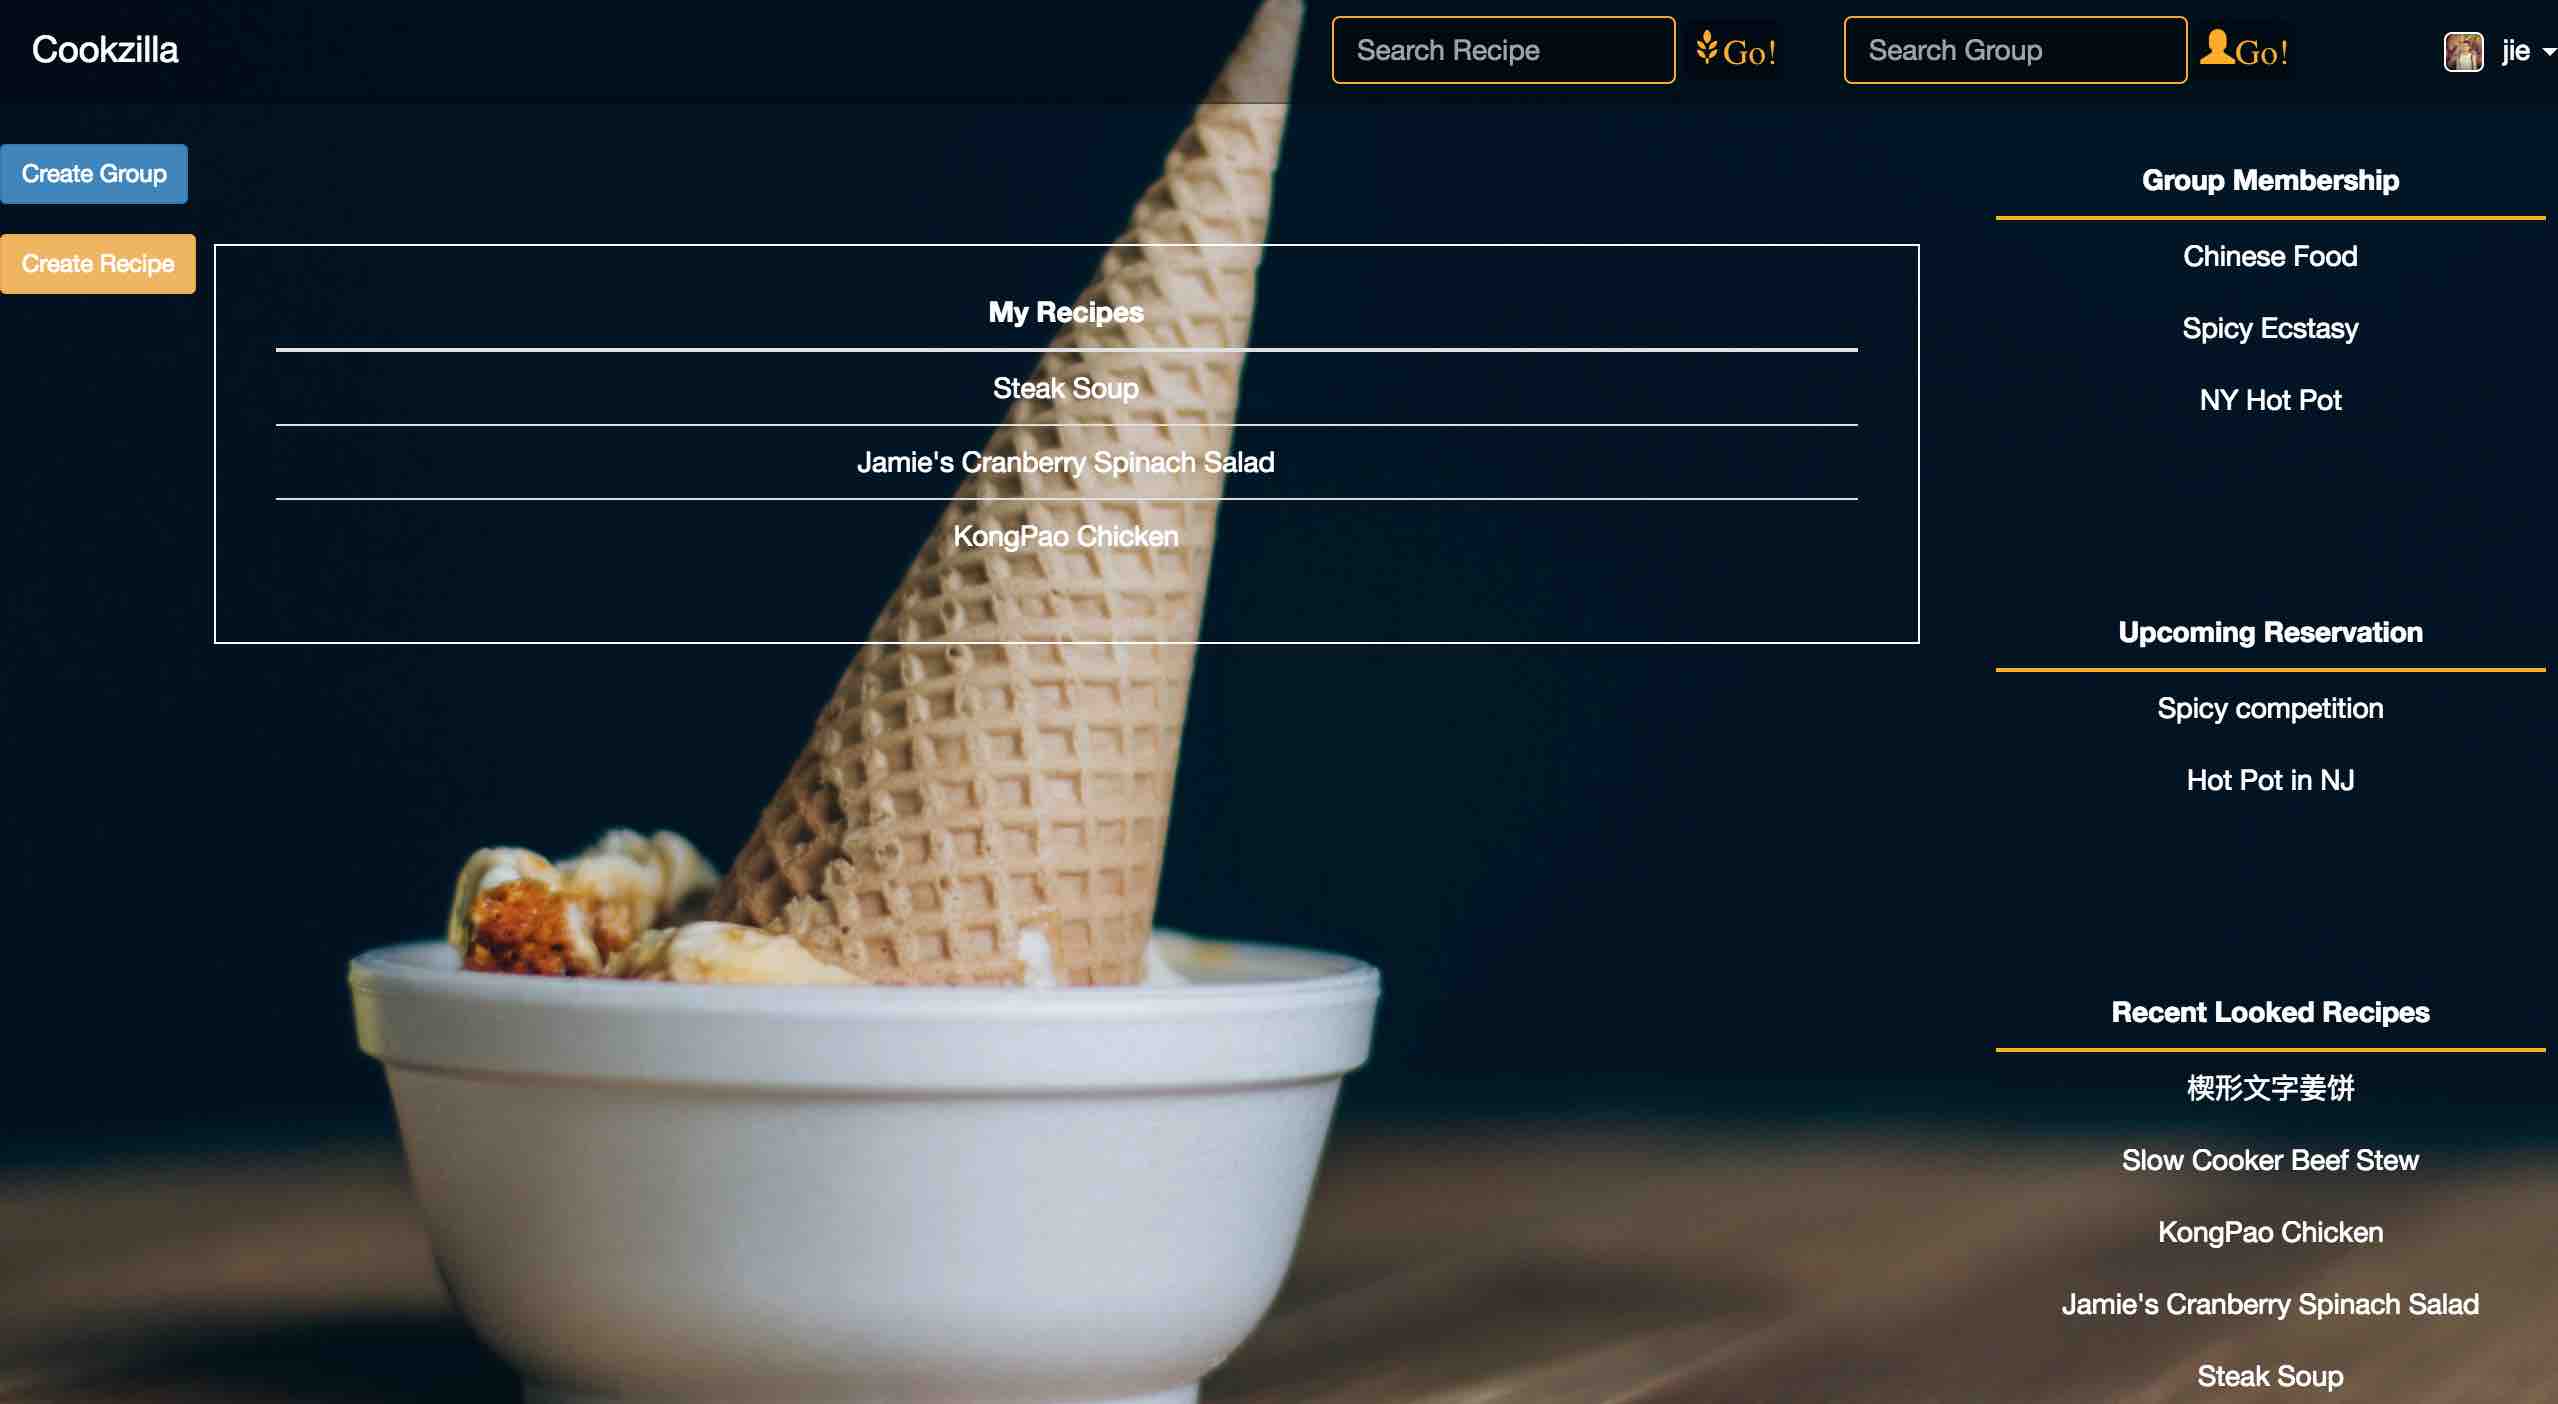 Cookzilla
Search Recipe
Go!
Search Group
Go!
jie
Create Group
Create Recipe
My Recipes
Steak Soup
Jamie's Cranberry Spinach Salad
KongPao Chicken
Group Membership
Chinese Food
Spicy Ecstasy
NY Hot Pot
Upcoming Reservation
Spicy competition
Hot Pot in NJ
Recent Looked Recipes
楔形文字姜饼
Slow Cooker Beef Stew
KongPao Chicken
Jamie's Cranberry Spinach Salad
Steak Soup